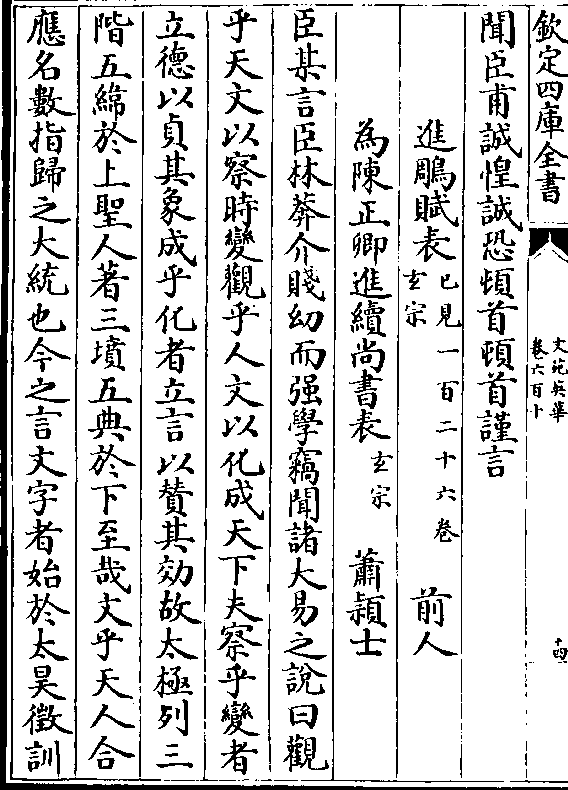 欽定四庫全書
文苑英華
卷六百十
十四
聞臣甫誠惶誠恐頓首頓首謹言
進鵰賦表
已見一百二十六卷
玄宗
前人
為陳正卿進續尚書表
玄宗
蕭頴士
臣某言臣林莽介賤幼而强學竊聞諸大易之說曰觀
乎天文以察時變觀乎人文以化成天下夫察乎變者
立德以貞其象成乎化者立言以賛其効故太極列三
階五緯於上聖人著三墳五典於下至哉文乎天人合
應名數指歸之大統也今之言文字者始於太昊徵訓